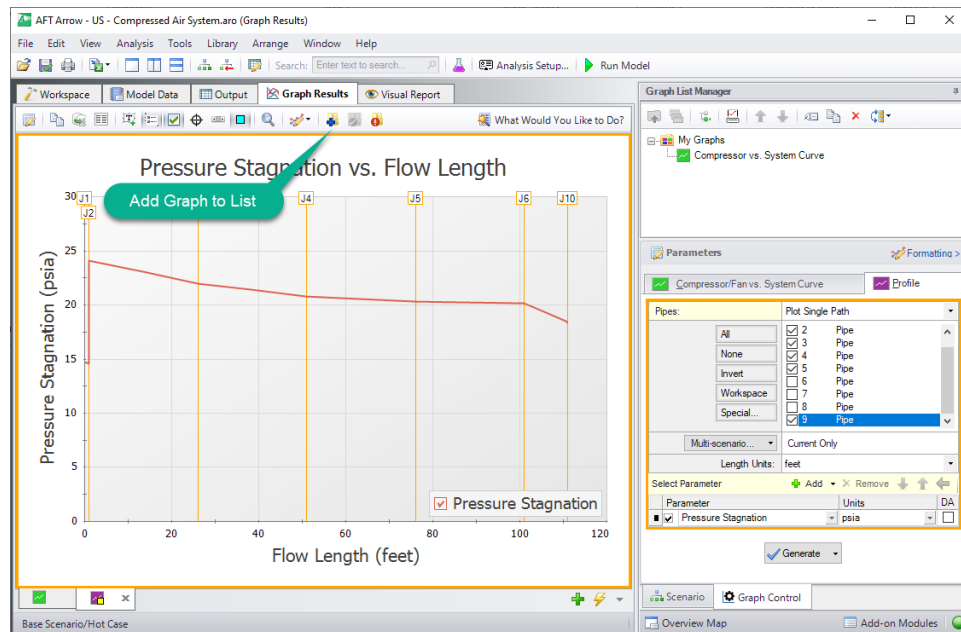 AFT Arrow - US - Compressed Air System.aro (Graph Results)
File Edit View Analysis Tools Library Arrange Window Help
Search: Enter text to search... Analysis Setup... Run Model
Workspace Model Data Output Graph Results Visual Report
What Would You Like to Do?
Pressure Stagnation vs. Flow Length
Add Graph to List
J1 J2 J4 J5 J6 J10
30
25
20
15
10
5
0
Pressure Stagnation (psia)
0 20 40 60 80 100 120
Flow Length (feet)
Pressure Stagnation
Base Scenario/Hot Case
Graph List Manager
My Graphs
Compressor vs. System Curve
Parameters Formatting >
Compressor/Fan vs. System Curve Profile
Pipes: Plot Single Path
All
None
Invert
Workspace
Special...
2 Pipe
3 Pipe
4 Pipe
5 Pipe
6 Pipe
7 Pipe
8 Pipe
9 Pipe
Multi-scenario... Current Only
Length Units: feet
Select Parameter Add Remove
Parameter Units DA
Pressure Stagnation psia
Generate
Scenario Graph Control
Overview Map Add-on Modules